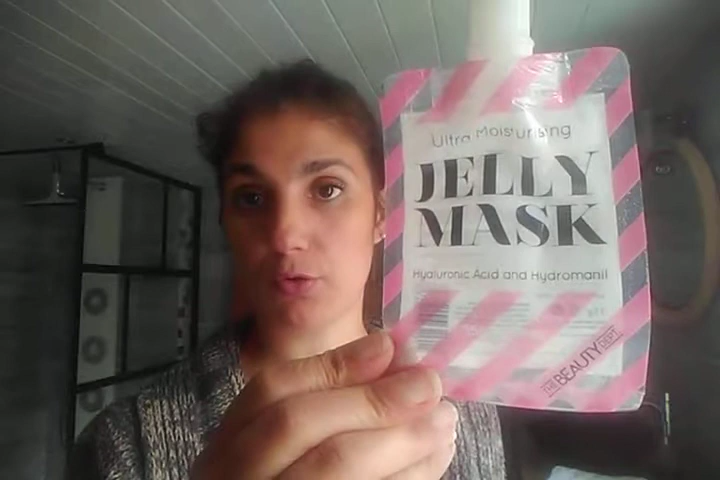 Ultra Moisturising
JELLY
MASK
Hyaluronic Acid and Hydromanil
THE BEAUTY DEPT.